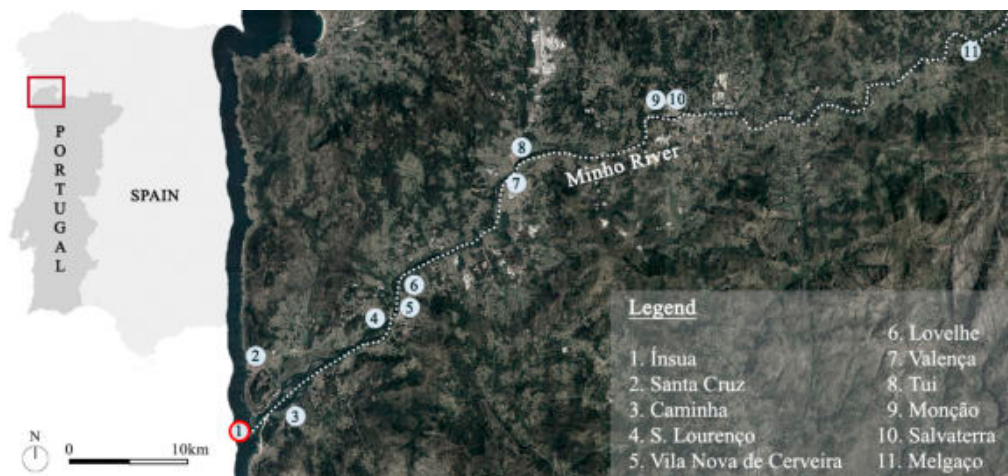 PORTUGAL
SPAIN
N
0 10km
Minho River
1
2
3
4
5
6
7
8
9
10
11
Legend
1. Ínsua
2. Santa Cruz
3. Caminha
4. S. Lourenço
5. Vila Nova de Cerveira
6. Lovelhe
7. Valença
8. Tui
9. Monção
10. Salvaterra
11. Melgaço